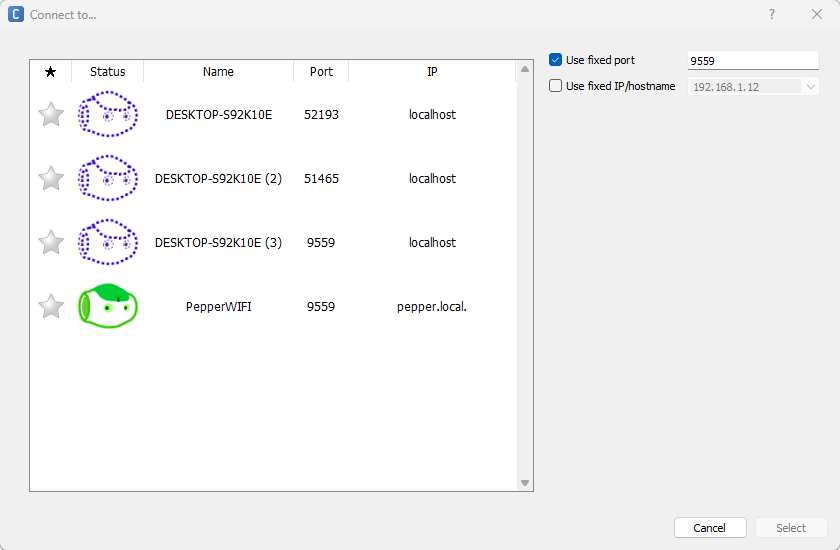 Connect to...
Use fixed port 9559
Use fixed IP/hostname 192.168.1.12
★ Status Name Port IP
DESKTOP-S92K10E 52193 localhost
DESKTOP-S92K10E (2) 51465 localhost
DESKTOP-S92K10E (3) 9559 localhost
PepperWIFI 9559 pepper.local.
Cancel Select